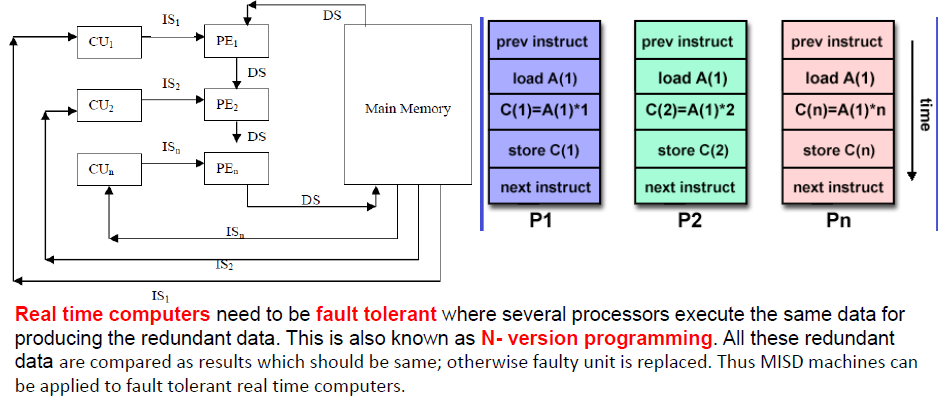 IS1
DS
CU1
PE1
DS
IS2
CU2
PE2
Main Memory
DS
ISn
CUn
PEn
DS
ISn
IS2
IS1
prev instruct
load A(1)
C(1)=A(1)*1
store C(1)
next instruct
P1
prev instruct
load A(1)
C(2)=A(1)*2
store C(2)
next instruct
P2
prev instruct
load A(1)
C(n)=A(1)*n
store C(n)
next instruct
Pn
time
Real time computers need to be fault tolerant where several processors execute the same data for
producing the redundant data. This is also known as N- version programming. All these redundant
data are compared as results which should be same; otherwise faulty unit is replaced. Thus MISD machines can
be applied to fault tolerant real time computers.